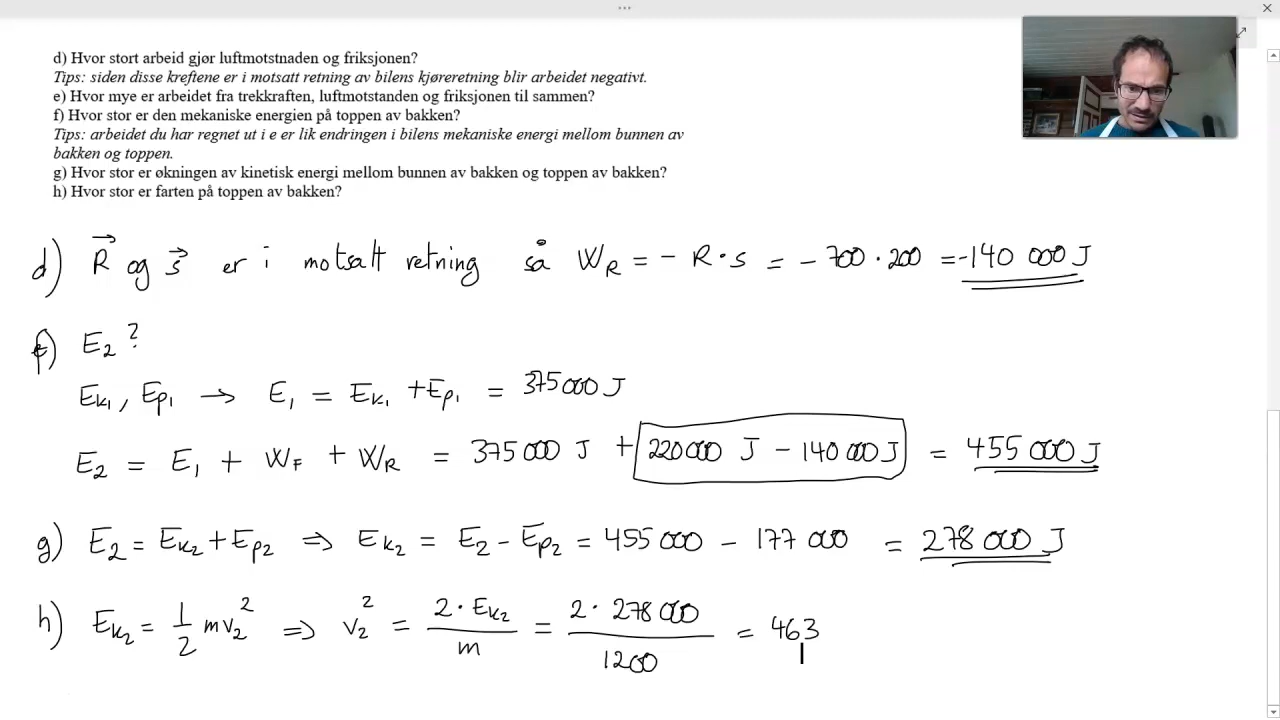 d) Hvor stort arbeid gjør luftmotstnaden og friksjonen?
Tips: siden disse kreftene er i motsatt retning av bilens kjøreretning blir arbeidet negativt.
e) Hvor mye er arbeidet fra trekkraften, luftmotstanden og friksjonen til sammen?
f) Hvor stor er den mekaniske energien på toppen av bakken?
Tips: arbeidet du har regnet ut i e er lik endringen i bilens mekaniske energi mellom bunnen av
bakken og toppen.
g) Hvor stor er økningen av kinetisk energi mellom bunnen av bakken og toppen av bakken?
h) Hvor stor er farten på toppen av bakken?
d) R⃗ og s⃗ er i motsatt retning så W_R = - R · s = - 700 · 200 = -140 000 J
f) E₂ ?
E_k₁, E_p₁ → E₁ = E_k₁ + E_p₁ = 375 000 J
E₂ = E₁ + W_F + W_R = 375 000 J + 220 000 J - 140 000 J = 455 000 J
g) E₂ = E_k₂ + E_p₂ ⇒ E_k₂ = E₂ - E_p₂ = 455 000 - 177 000 = 278 000 J
h) E_k₂ = 1/2 mv₂² ⇒ v₂² = 2 · E_k₂ / m = 2 · 278 000 / 1200 = 463